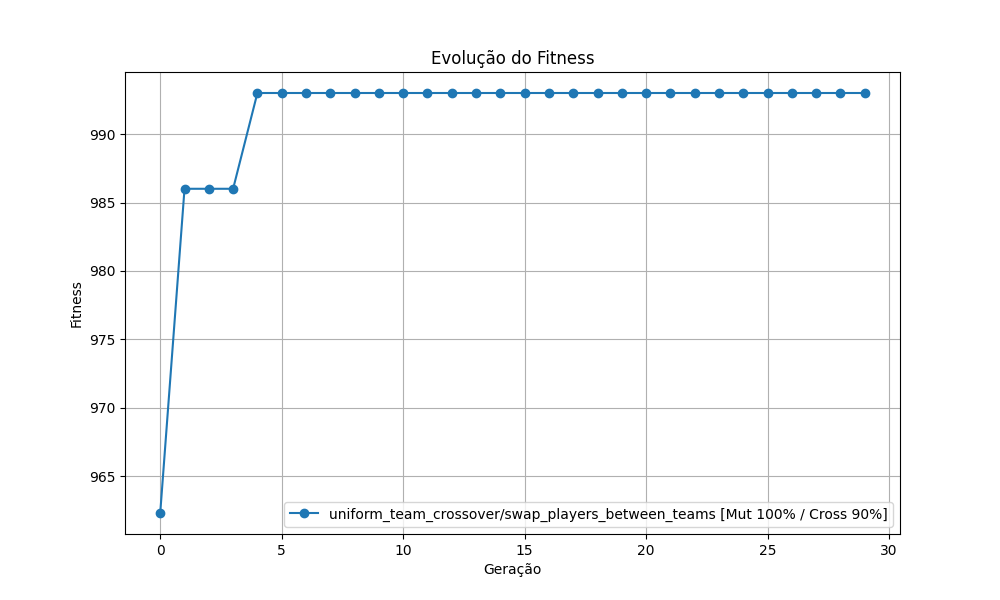 Evolução do Fitness
Fitness
990
985
980
975
970
965
uniform_team_crossover/swap_players_between_teams [Mut 100% / Cross 90%]
0 5 10 15 20 25 30
Geração